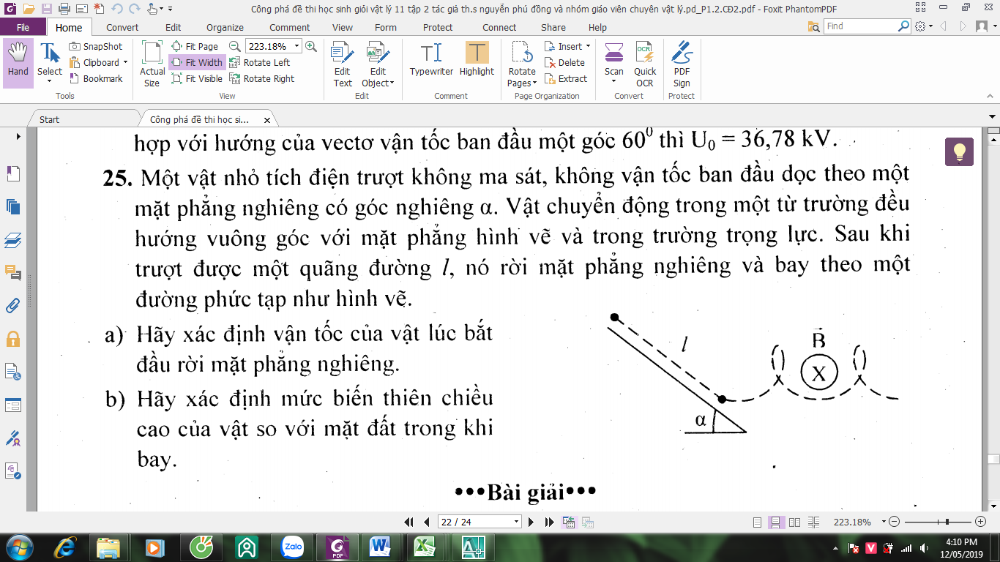 Công phá đề thi học sinh giỏi vật lý 11 tập 2 tác giả th.s nguyễn phú đồng và nhóm giáo viên chuyên vật lý.pd_P1.2.CĐ2.pdf - Foxit PhantomPDF
File Home Convert Edit Organize Comment View Form Protect Connect Share Help Find
Hand
Select
SnapShot
Clipboard
Bookmark
Tools
Actual Size
Fit Page
Fit Width
Fit Visible
223.18%
Rotate Left
Rotate Right
View
Edit Text
Edit Object
Edit
Typewriter
Highlight
Comment
Rotate Pages
Insert
Delete
Extract
Page Organization
Scan
Quick OCR
Convert
PDF Sign
Protect
Start
Công phá đề thi học si...
hợp với hướng của vectơ vận tốc ban đầu một góc 60⁰ thì U₀ = 36,78 kV.
25. Một vật nhỏ tích điện trượt không ma sát, không vận tốc ban đầu dọc theo một
mặt phẳng nghiêng có góc nghiêng α. Vật chuyển động trong một từ trường đều
hướng vuông góc với mặt phẳng hình vẽ và trong trường trọng lực. Sau khi
trượt được một quãng đường l, nó rời mặt phẳng nghiêng và bay theo một
đường phức tạp như hình vẽ.
a) Hãy xác định vận tốc của vật lúc bắt
đầu rời mặt phẳng nghiêng.
b) Hãy xác định mức biến thiên chiều
cao của vật so với mặt đất trong khi
bay.
l
B⃗
X
α
•••Bài giải•••
22 / 24
223.18%
Zalo
PDF
4:10 PM
12/05/2019